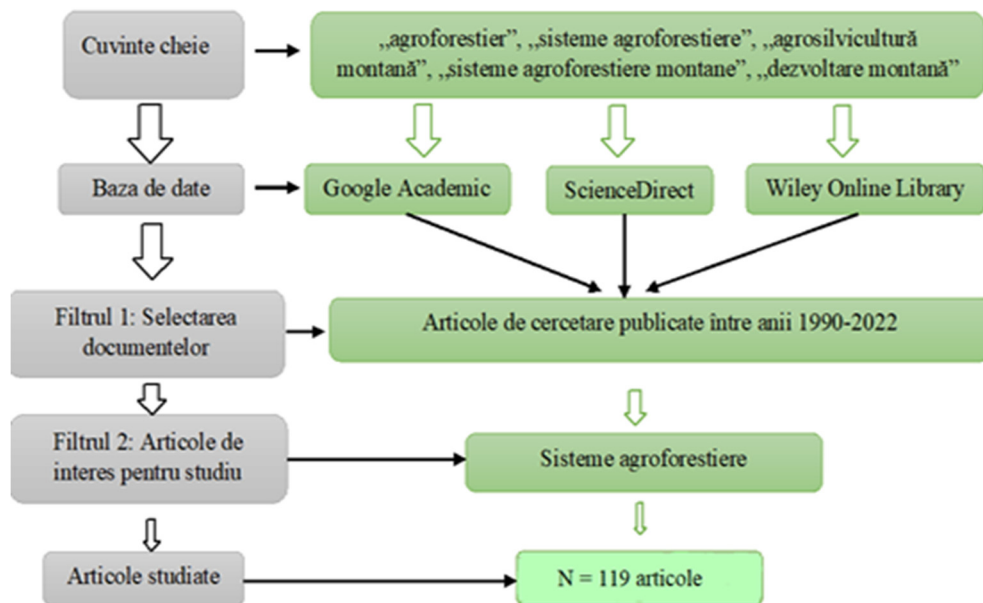 Cuvinte cheie
„agroforestier”, „sisteme agroforestiere”, „agrosilvicultură
montană”, „sisteme agroforestiere montane”, „dezvoltare montană”
Baza de date
Google Academic
ScienceDirect
Wiley Online Library
Filtrul 1: Selectarea
documentelor
Articole de cercetare publicate între anii 1990-2022
Filtrul 2: Articole de
interes pentru studiu
Sisteme agroforestiere
Articole studiate
N = 119 articole